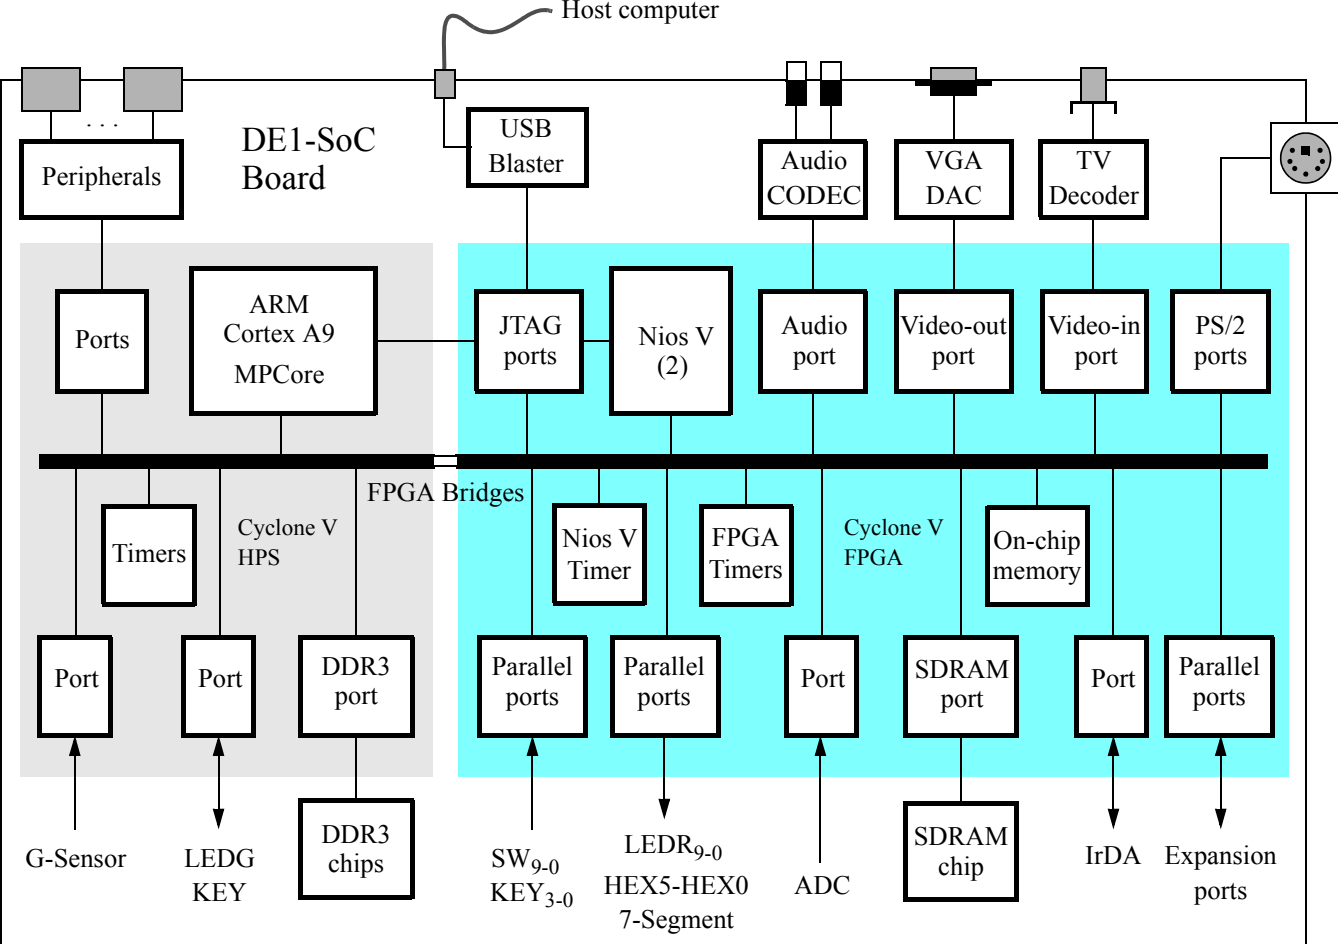 Host computer
. . .
DE1-SoC
Board
Peripherals
USB
Blaster
Audio
CODEC
VGA
DAC
TV
Decoder
Ports
ARM
Cortex A9
MPCore
JTAG
ports
Nios V
(2)
Audio
port
Video-out
port
Video-in
port
PS/2
ports
FPGA Bridges
Timers
Cyclone V
HPS
Nios V
Timer
FPGA
Timers
Cyclone V
FPGA
On-chip
memory
Port
Port
DDR3
port
Parallel
ports
Parallel
ports
Port
SDRAM
port
Port
Parallel
ports
G-Sensor
LEDG
KEY
DDR3
chips
SW9-0
KEY3-0
LEDR9-0
HEX5-HEX0
7-Segment
ADC
SDRAM
chip
IrDA
Expansion
ports